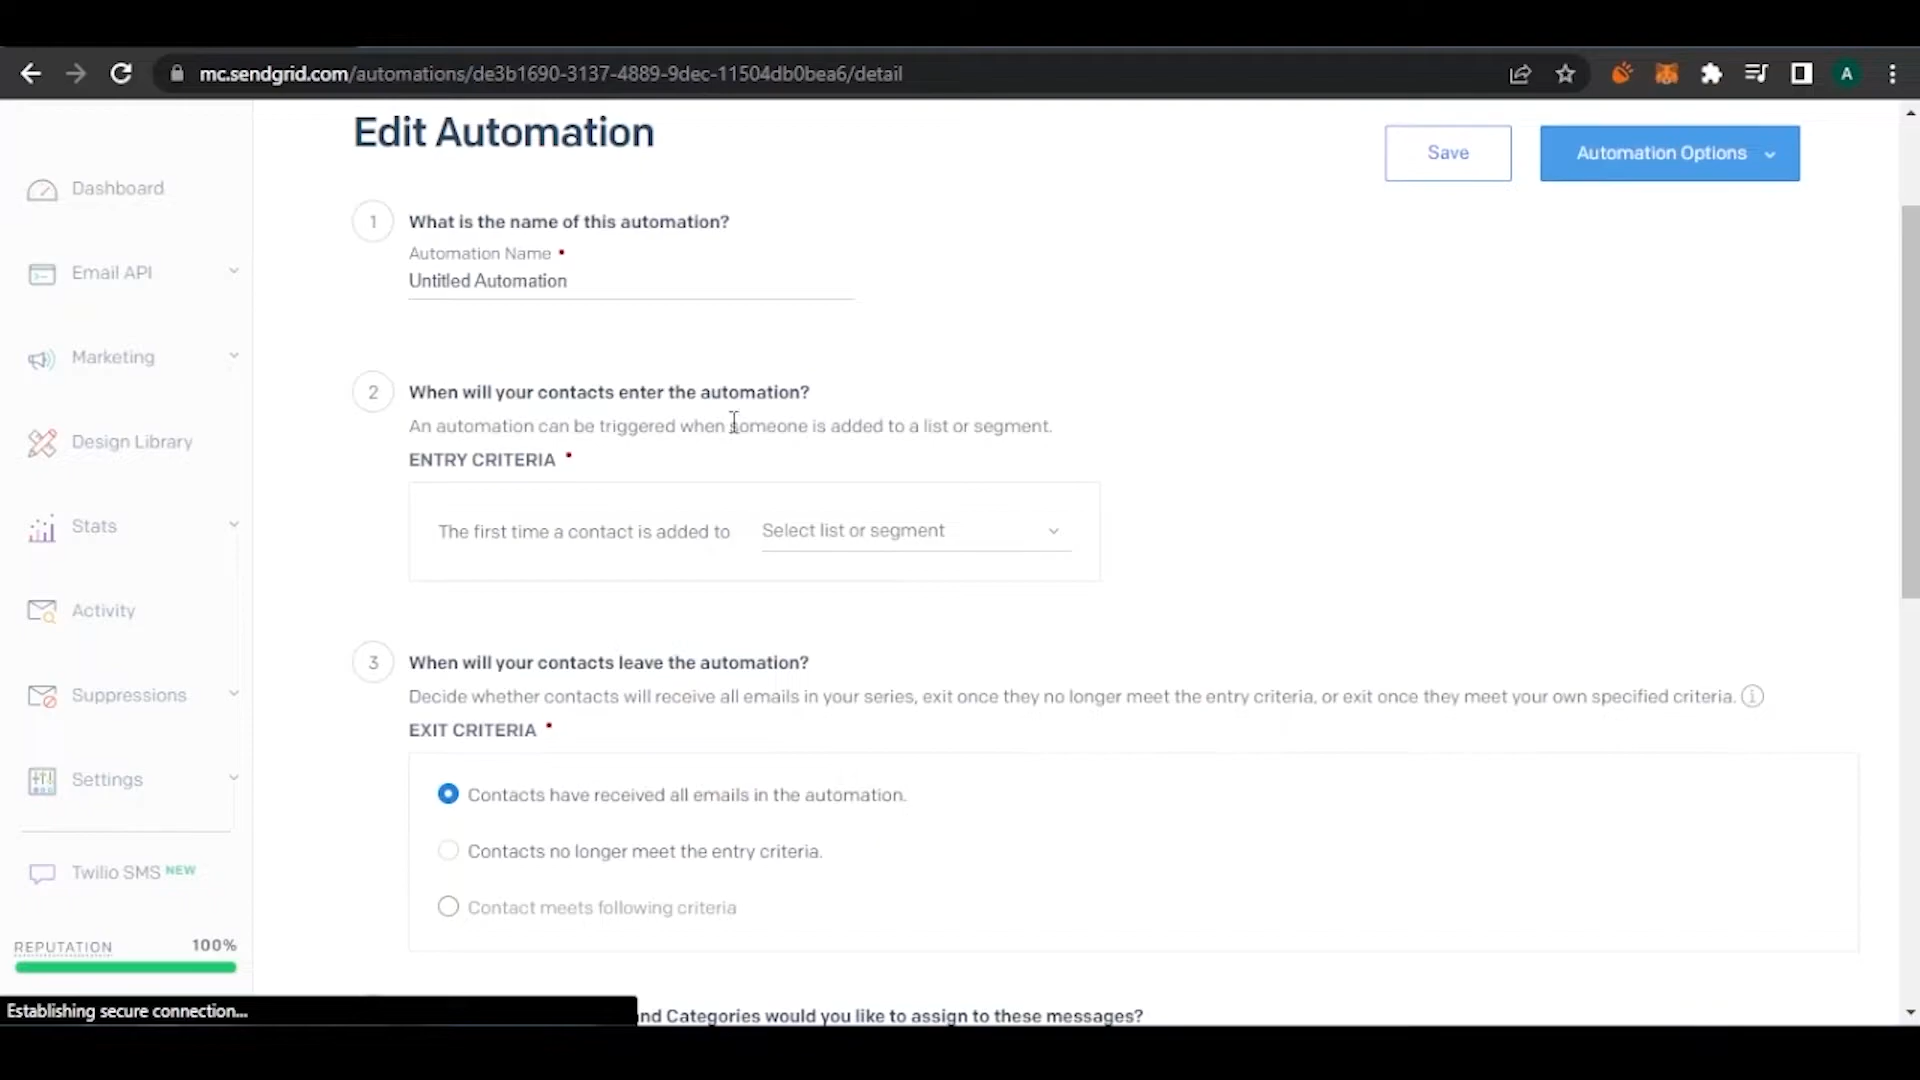 mc.sendgrid.com/automations/de3b1690-3137-4889-9dec-11504db0bea6/detail
A
Edit Automation
Save
Automation Options
Dashboard
Email API
Marketing
Design Library
Stats
Activity
Suppressions
Settings
Twilio SMS NEW
REPUTATION 100%
1 What is the name of this automation?
Automation Name •
Untitled Automation
2 When will your contacts enter the automation?
An automation can be triggered when someone is added to a list or segment.
ENTRY CRITERIA •
The first time a contact is added to Select list or segment
3 When will your contacts leave the automation?
Decide whether contacts will receive all emails in your series, exit once they no longer meet the entry criteria, or exit once they meet your own specified criteria.
EXIT CRITERIA •
Contacts have received all emails in the automation.
Contacts no longer meet the entry criteria.
Contact meets following criteria
Establishing secure connection...
and Categories would you like to assign to these messages?